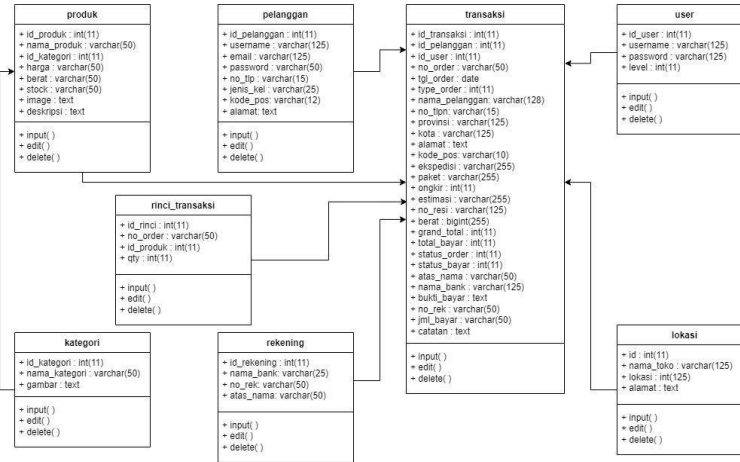 produk
+ id_produk : int(11)
+ nama_produk : varchar(50)
+ id_kategori : int(11)
+ harga : varchar(50)
+ berat : varchar(50)
+ stock : varchar(50)
+ image : text
+ deskripsi : text
+ input( )
+ edit( )
+ delete( )
pelanggan
+ id_pelanggan : int(11)
+ username : varchar(125)
+ email : varchar(125)
+ password : varchar(50)
+ no_tlp : varchar(15)
+ jenis_kel : varchar(25)
+ kode_pos : varchar(12)
+ alamat: text
+ input( )
+ edit( )
+ delete( )
transaksi
+ id_transaksi : int(11)
+ id_pelanggan : int(11)
+ id_user : int(11)
+ no_order : varchar(50)
+ tgl_order : date
+ type_order : int(11)
+ nama_pelanggan: varchar(128)
+ no_tlpn : varchar(15)
+ provinsi : varchar(125)
+ kota : varchar(125)
+ alamat : text
+ kode_pos: varchar(10)
+ ekspedisi : varchar(255)
+ paket : varchar(255)
+ ongkir : int(11)
+ estimasi : varchar(255)
+ no_resi : varchar(125)
+ berat : bigint(255)
+ grand_total : int(11)
+ total_bayar : int(11)
+ status_order : int(11)
+ status_bayar : int(11)
+ atas_nama : varchar(50)
+ nama_bank : varchar(125)
+ bukti_bayar : text
+ no_rek : varchar(50)
+ jml_bayar : varchar(50)
+ catatan : text
+ input( )
+ edit( )
+ delete( )
user
+ id_user : int(11)
+ username : varchar(125)
+ password : varchar(125)
+ level : int(11)
+ input( )
+ edit( )
+ delete( )
rinci_transaksi
+ id_rinci : int(11)
+ no_order : varchar(50)
+ id_produk : int(11)
+ qty : int(11)
+ input( )
+ edit( )
+ delete( )
kategori
+ id_kategori : int(11)
+ nama_kategori : varchar(50)
+ gambar : text
+ input( )
+ edit( )
+ delete( )
rekening
+ id_rekening : int(11)
+ nama_bank: varchar(25)
+ no_rek: varchar(50)
+ atas_nama: varchar(50)
+ input( )
+ edit( )
+ delete( )
lokasi
+ id : int(11)
+ nama_toko : varchar(125)
+ lokasi : int(125)
+ alamat : text
+ input( )
+ edit( )
+ delete( )